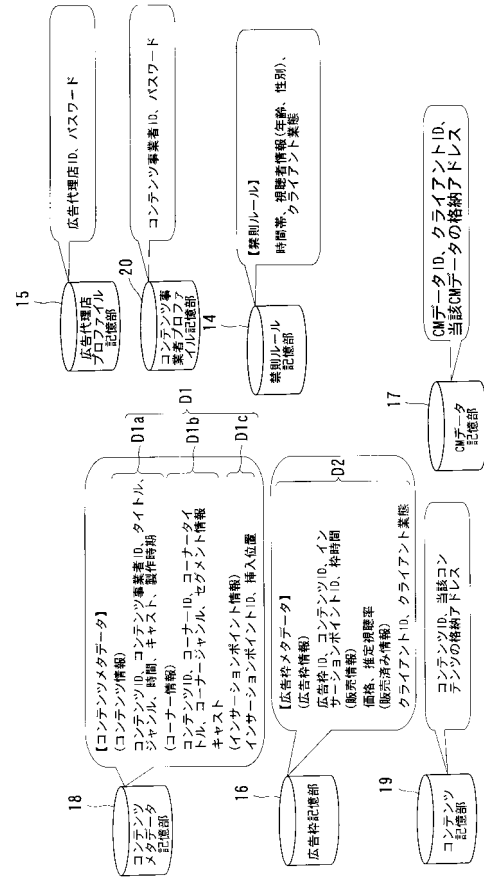 18
コンテンツ
メタデータ
記憶部
【コンテンツメタデータ】
(コンテンツ情報)
コンテンツID、コンテンツ事業者ID、タイトル、
ジャンル、時間、キャスト、製作時期
(コーナー情報)
コンテンツID、コーナーID、コーナータイ
トル、コーナージャンル、セグメント情報
キャスト
(インサーションポイント情報)
インサーションポイントID、挿入位置
D1a
D1b
D1c
D1
15
広告代理店
プロファイル
記憶部
広告代理店ID、パスワード
20
コンテンツ事
業者プロファ
イル記憶部
コンテンツ事業者ID、パスワード
14
禁則ルール
記憶部
【禁則ルール】
時間帯、視聴者情報(年齢、性別)、
クライアント業態
16
広告枠記憶部
【広告枠メタデータ】
(広告枠情報)
広告枠ID、コンテンツID、イン
サーションポイントID、枠時間
(販売情報)
価格、推定視聴率
(販売済み情報)
クライアントID、クライアント業態
D2
19
コンテンツ
記憶部
コンテンツID、当該コン
テンツの格納アドレス
17
CMデータ
記憶部
CMデータID、クライアントID、
当該CMデータの格納アドレス